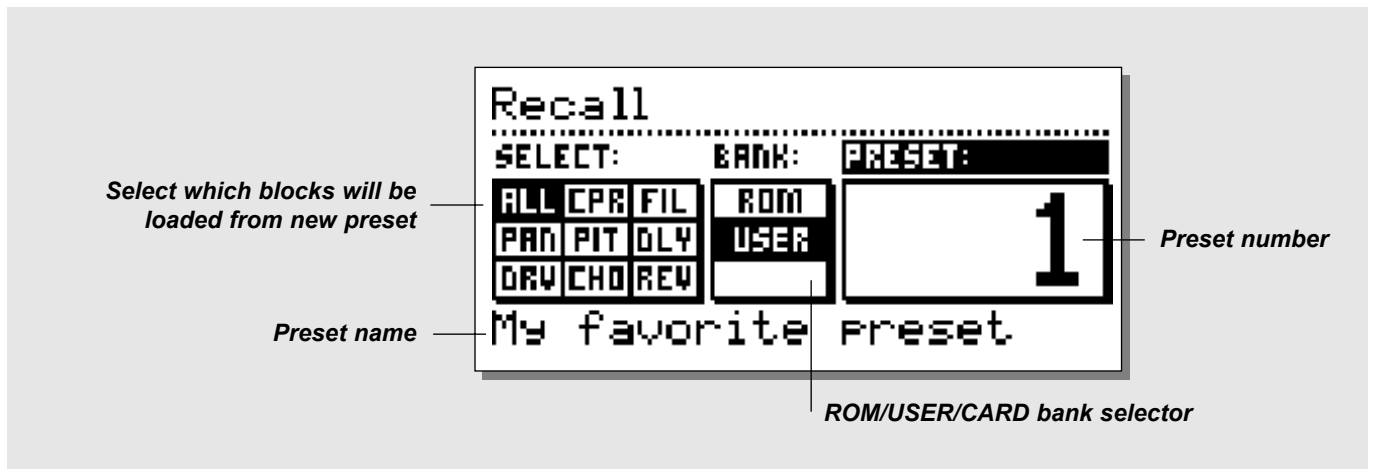 Recall
SELECT: BANK: PRESET:
Select which blocks will be
loaded from new preset
ALL CPR FIL ROM
PAN PIT DLY USER
DRV CHO REV
1
Preset number
Preset name
My favorite preset
ROM/USER/CARD bank selector